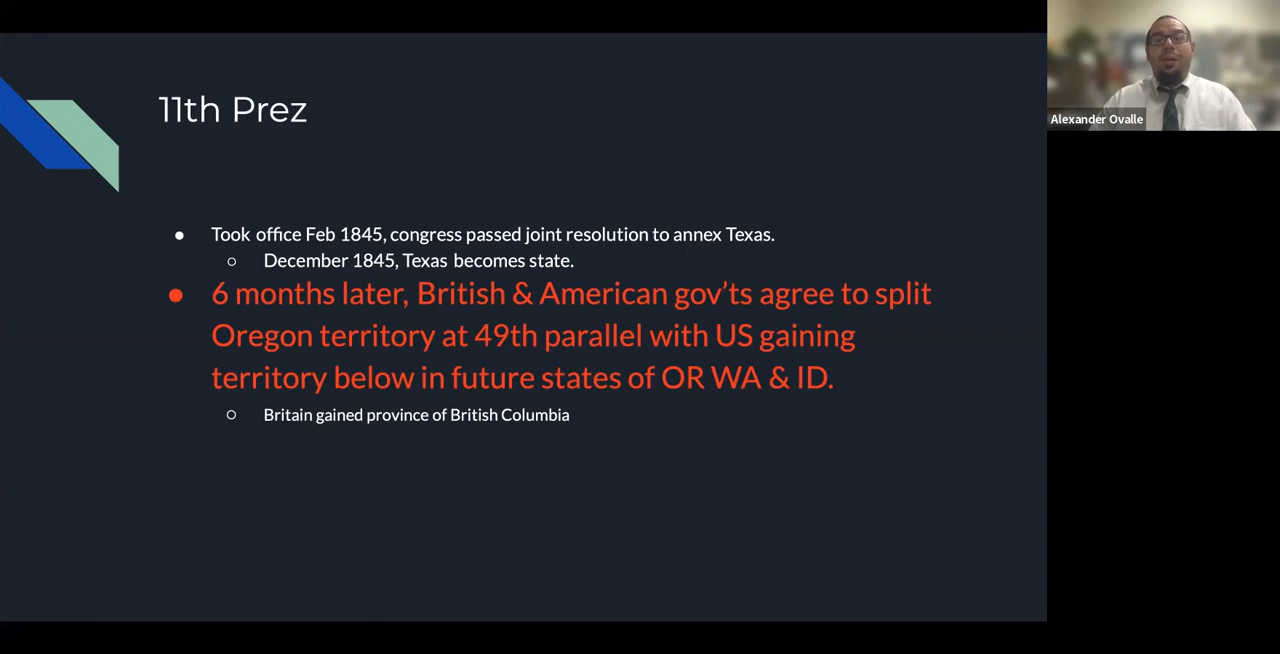 11th Prez
Alexander Ovalle
● Took office Feb 1845, congress passed joint resolution to annex Texas.
○ December 1845, Texas becomes state.
● 6 months later, British & American gov’ts agree to split
Oregon territory at 49th parallel with US gaining
territory below in future states of OR WA & ID.
○ Britain gained province of British Columbia